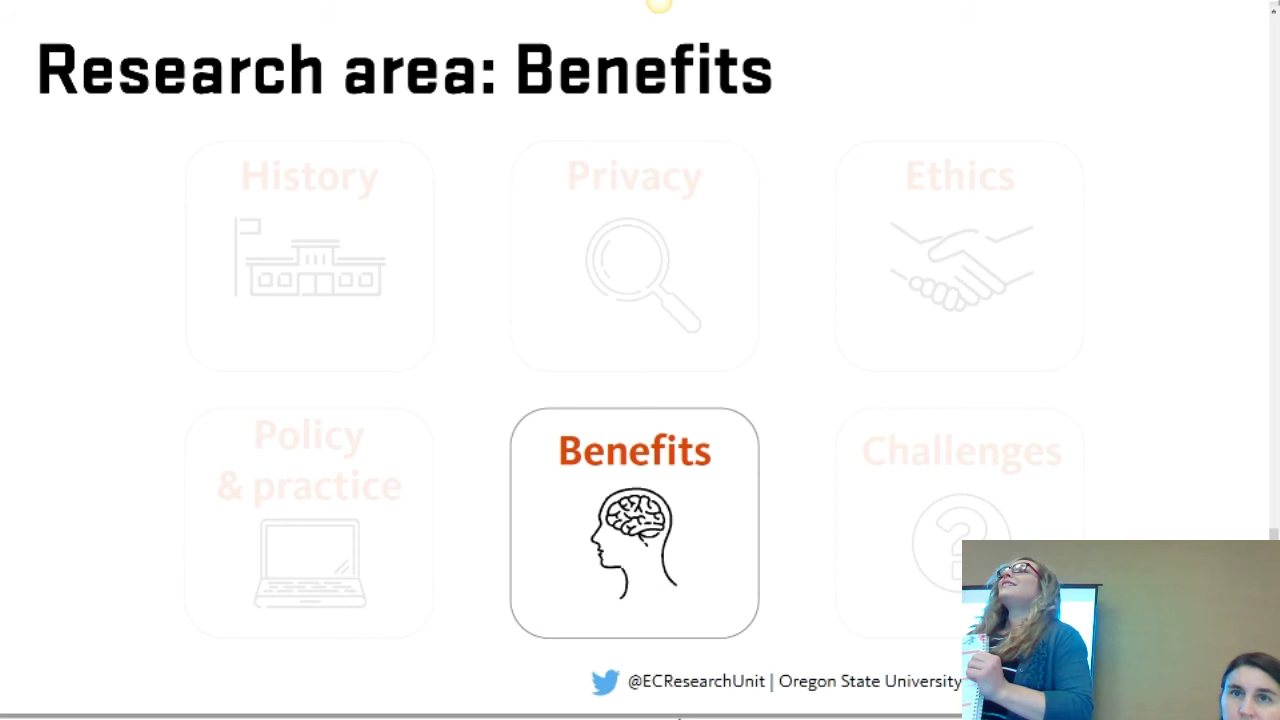 Research area: Benefits
History
Privacy
Ethics
Policy
& practice
Benefits
Challenges
?
@ECResearchUnit | Oregon State University